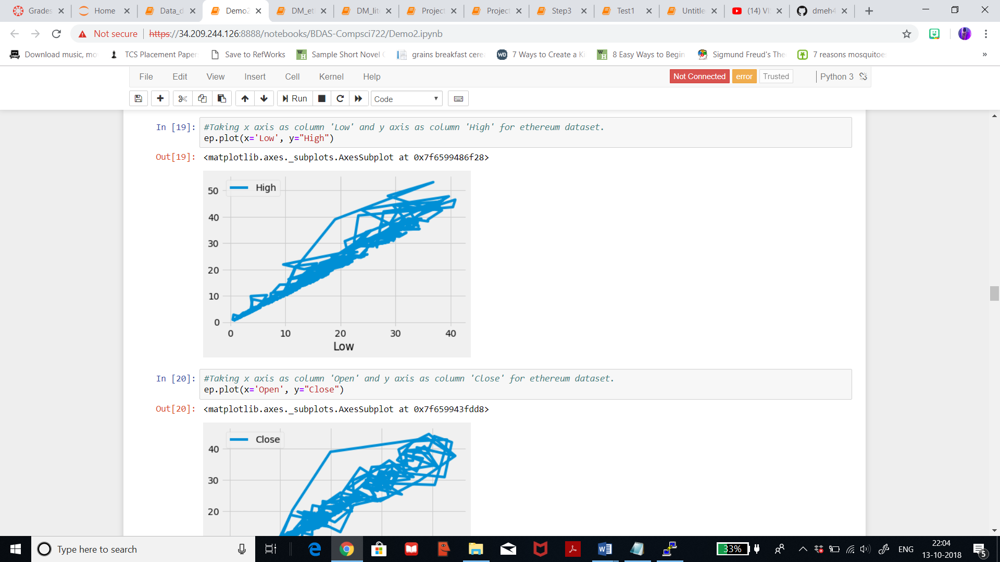 Grades
Home
Data_d
Demo2
DM_et
DM_lite
Project
Project
Step3
Test1
Untitle
(14) VI
dmeh4
Not secure
https://34.209.244.126:8888/notebooks/BDAS-Compsci722/Demo2.ipynb
Download music, mo
TCS Placement Paper
Save to RefWorks
Sample Short Novel
grains breakfast cere
WD
7 Ways to Create a Ki
8 Easy Ways to Begin
Sigmund Freud's The
7 reasons mosquitoe
»
File Edit View Insert Cell Kernel Help
Not Connected error Trusted Python 3
Run Code
In [19]: #Taking x axis as column 'Low' and y axis as column 'High' for ethereum dataset.
ep.plot(x='Low', y="High")
Out[19]: <matplotlib.axes._subplots.AxesSubplot at 0x7f6599486f28>
High
50
40
30
20
10
0
0 10 20 30 40
Low
In [20]: #Taking x axis as column 'Open' and y axis as column 'Close' for ethereum dataset.
ep.plot(x='Open', y="Close")
Out[20]: <matplotlib.axes._subplots.AxesSubplot at 0x7f659943fdd8>
Close
40
30
20
Type here to search
33%
ENG
22:04
13-10-2018
5